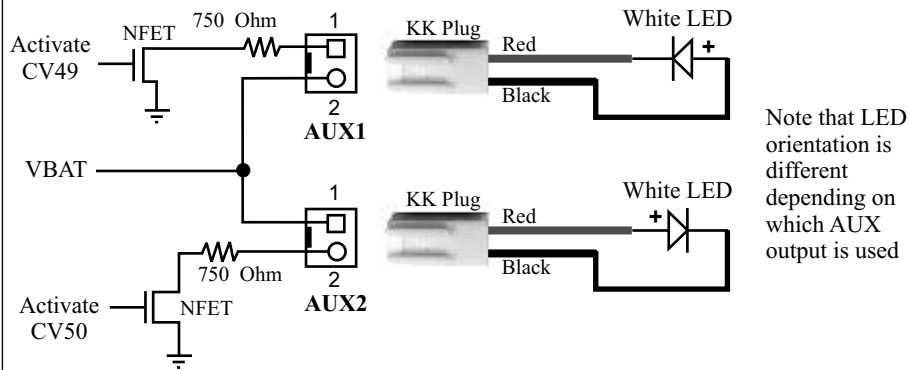 750 Ohm
1
NFET
Activate
CV49
2
AUX1
KK Plug
Red
Black
White LED
+
VBAT
Note that LED
orientation is
different
depending on
which AUX
output is used
1
750 Ohm
2
AUX2
NFET
Activate
CV50
KK Plug
Red
Black
White LED
+